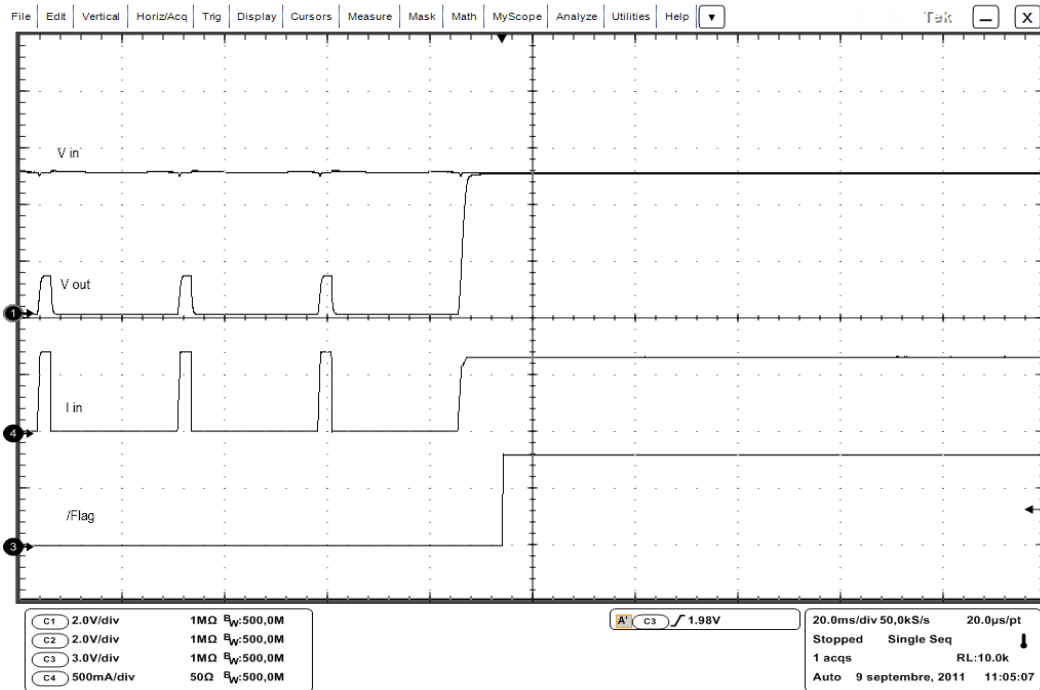 File Edit Vertical Horiz/Acq Trig Display Cursors Measure Mask Math MyScope Analyze Utilities Help Tek X
V in
V out
1
I in
4
/Flag
3
C1 2.0V/div 1MΩ BW:500,0M
C2 2.0V/div 1MΩ BW:500,0M
C3 3.0V/div 1MΩ BW:500,0M
C4 500mA/div 50Ω BW:500,0M
A' C3 1.98V
20.0ms/div 50,0kS/s 20.0µs/pt
Stopped Single Seq
1 acqs RL:10.0k
Auto 9 septembre, 2011 11:05:07